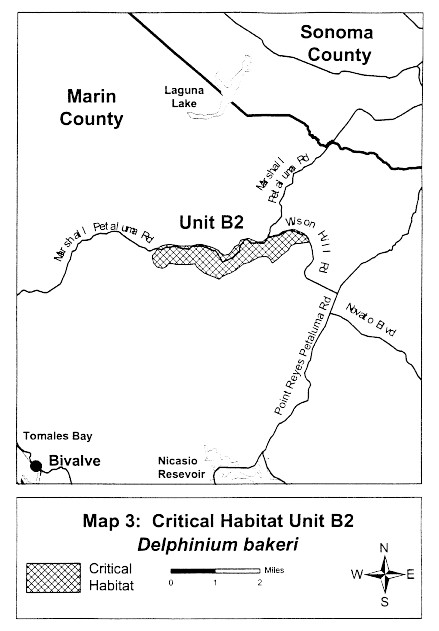 Sonoma
County
Laguna
Lake
Marin
County
Marshall
Petaluma Rd
Unit B2
Wison Hill Rd
Marshall Petaluma Rd
Point Reyes Petaluma Rd
Novato Blvd
Tomales Bay
Bivalve
Nicasio
Resevoir
Map 3: Critical Habitat Unit B2
Delphinium bakeri
Critical
Habitat
Miles
0 1 2
N
W E
S